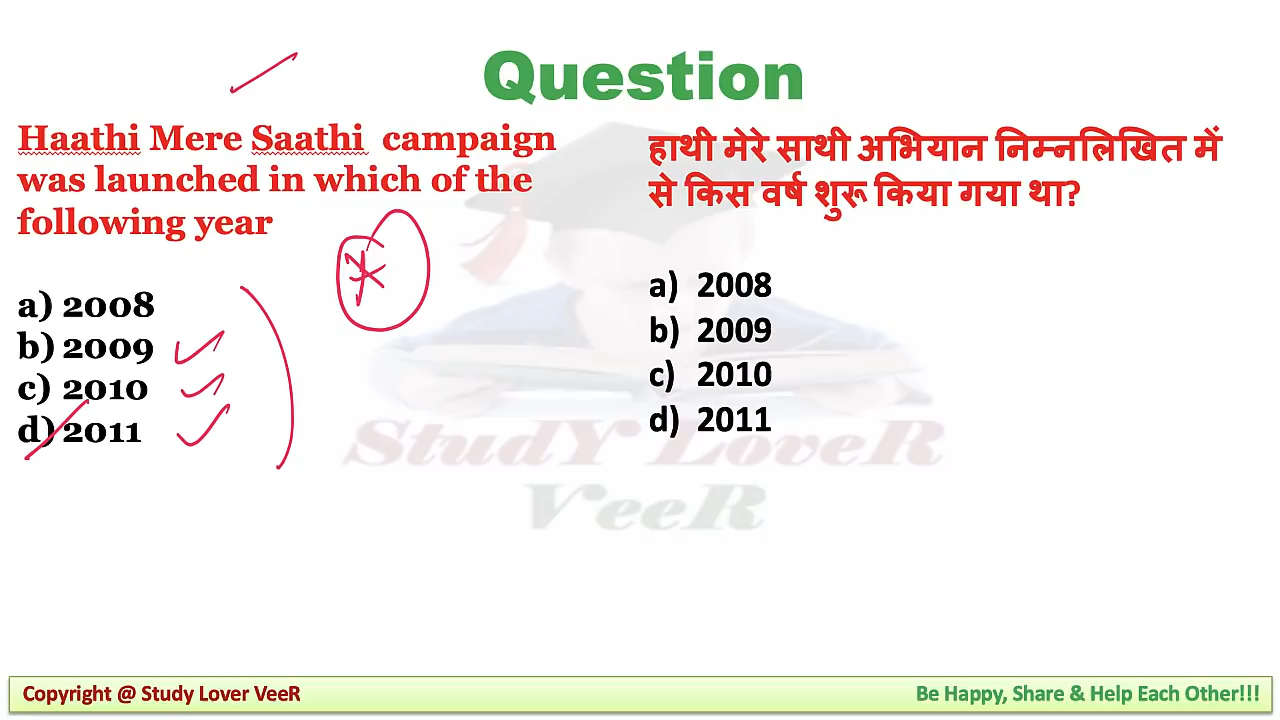 Question
Haathi Mere Saathi campaign
was launched in which of the
following year
a) 2008
b) 2009
c) 2010
d) 2011
हाथी मेरे साथी अभियान निम्नलिखित में
से किस वर्ष शुरू किया गया था?
a) 2008
b) 2009
c) 2010
d) 2011
StudY LoveR
VeeR
Copyright @ Study Lover VeeR
Be Happy, Share & Help Each Other!!!